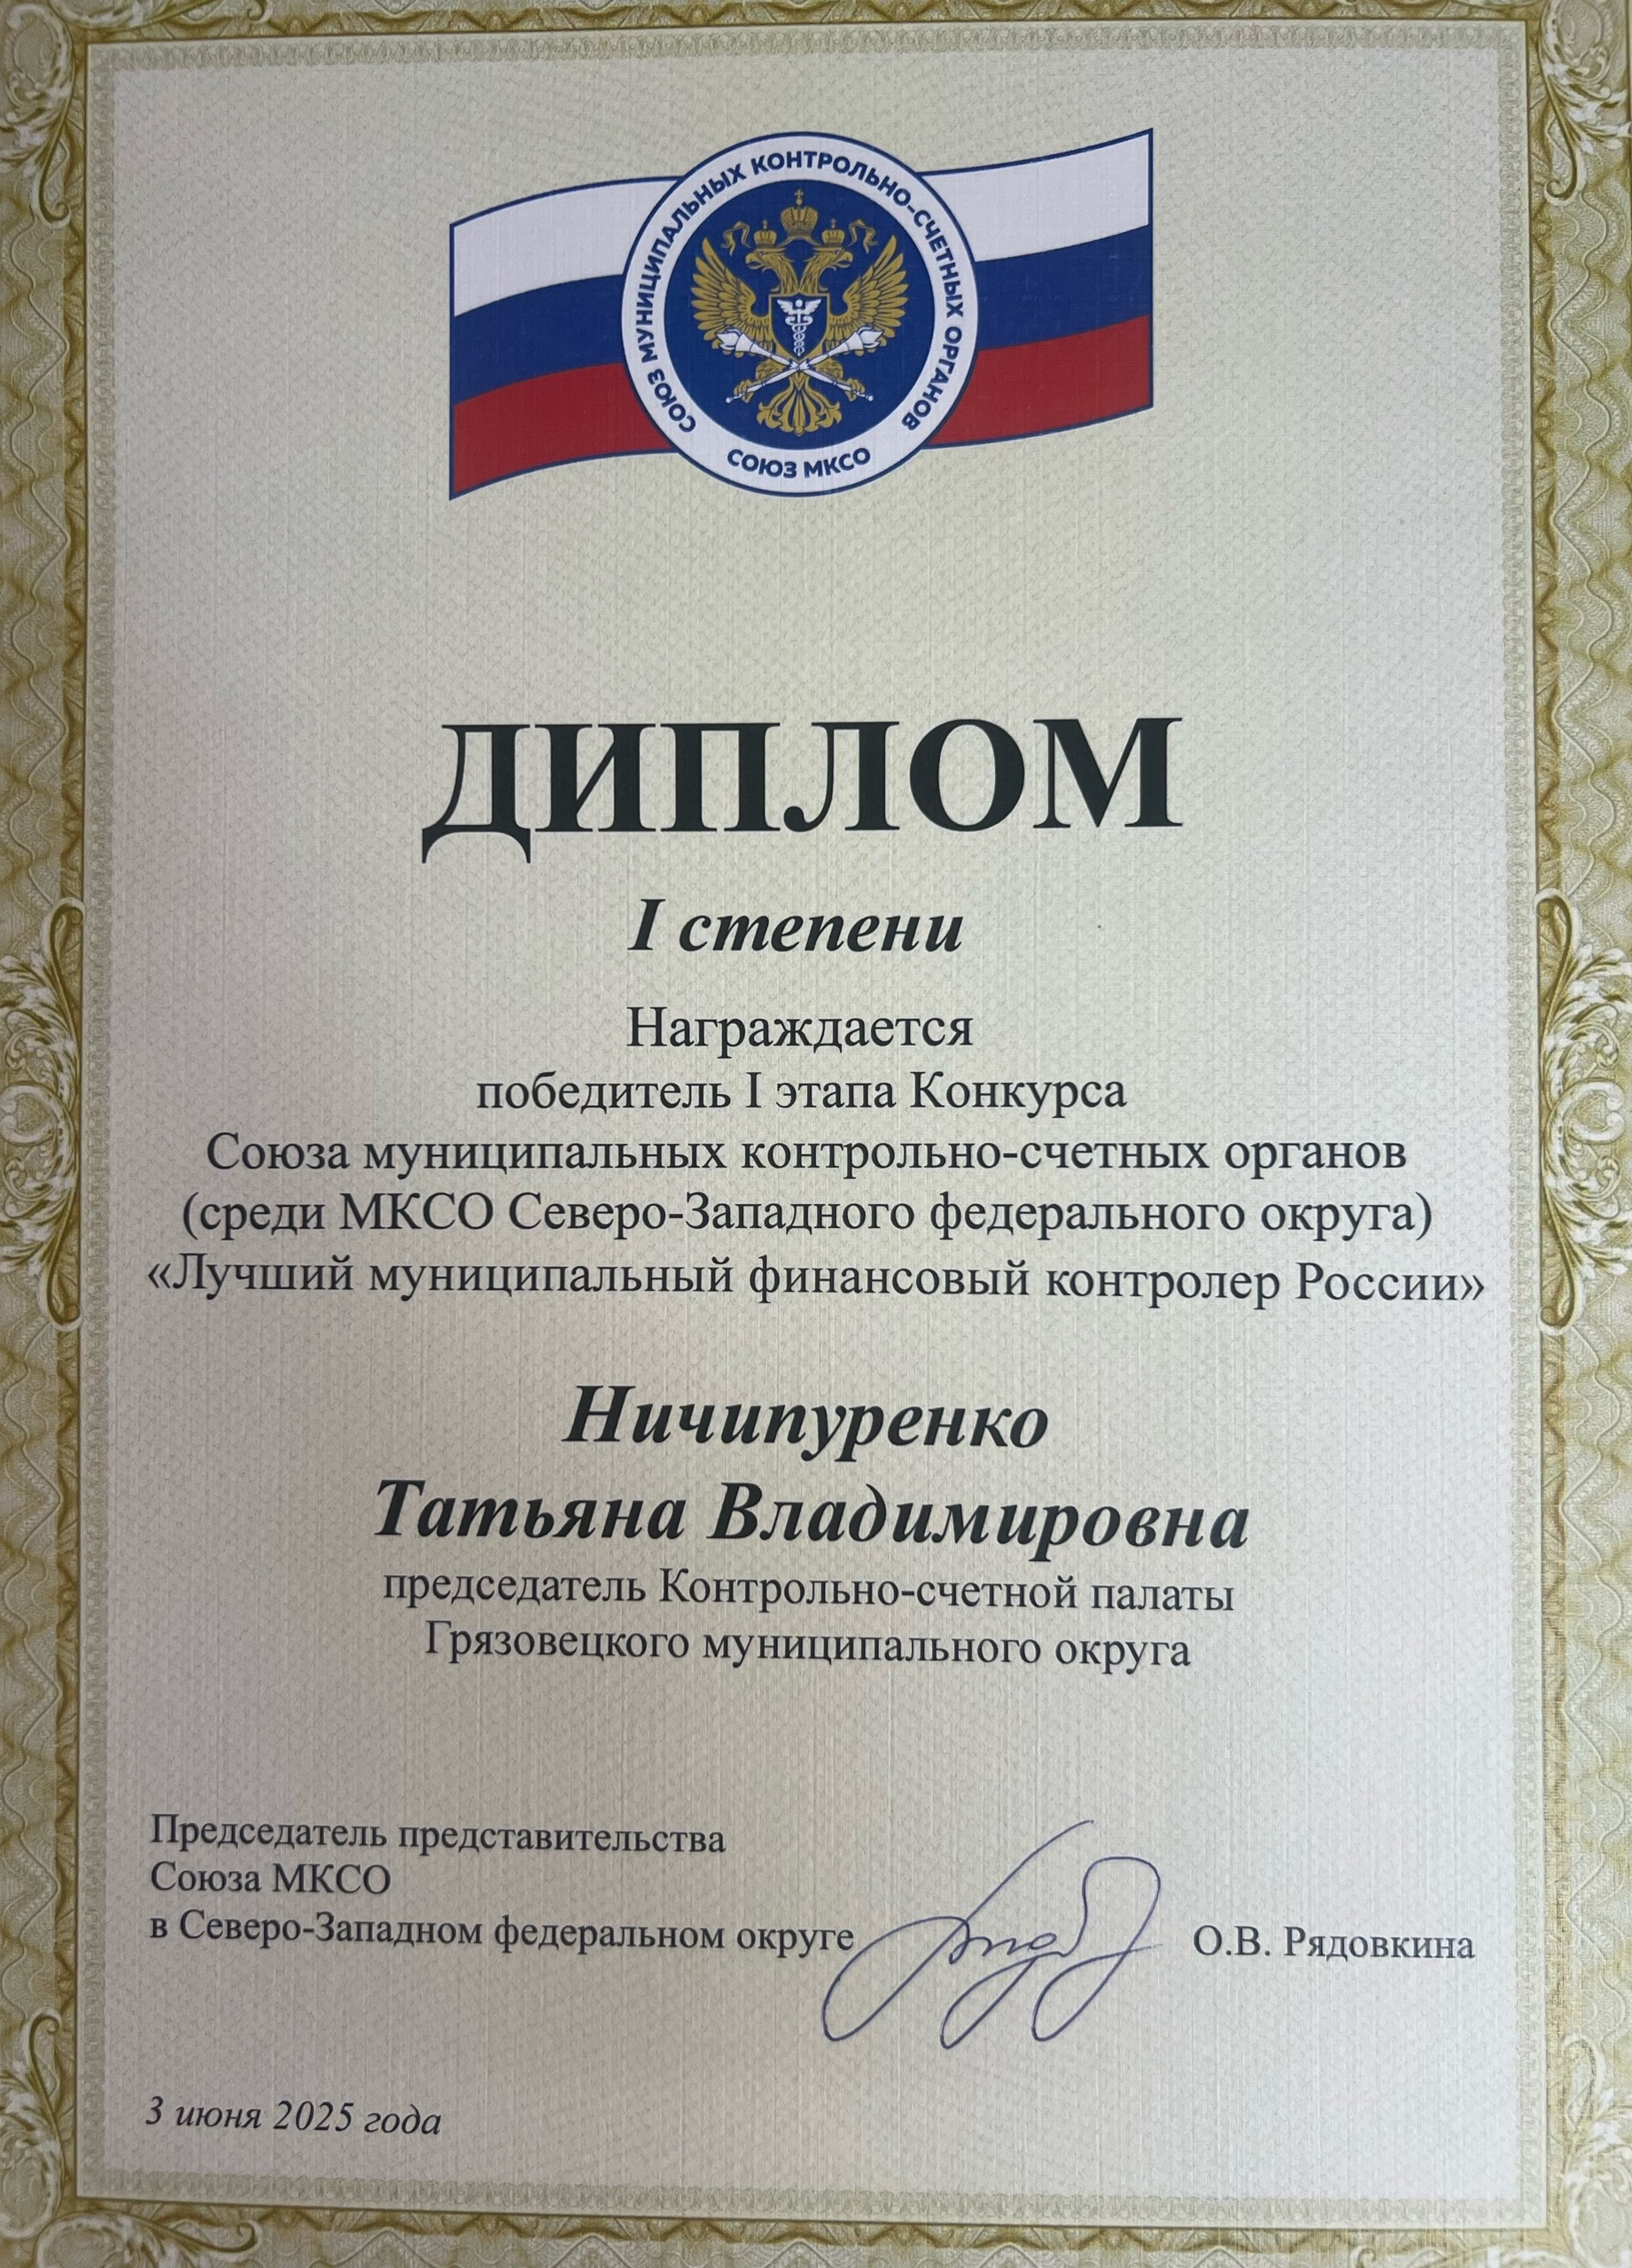 СОЮЗ МУНИЦИПАЛЬНЫХ КОНТРОЛЬНО-СЧЕТНЫХ ОРГАНОВ
СОЮЗ МКСО
ДИПЛОМ
I степени
Награждается
победитель I этапа Конкурса
Союза муниципальных контрольно-счетных органов
(среди МКСО Северо-Западного федерального округа)
«Лучший муниципальный финансовый контролер России»
Ничипуренко
Татьяна Владимировна
председатель Контрольно-счетной палаты
Грязовецкого муниципального округа
Председатель представительства
Союза МКСО
в Северо-Западном федеральном округе О.В. Рядовкина
3 июня 2025 года